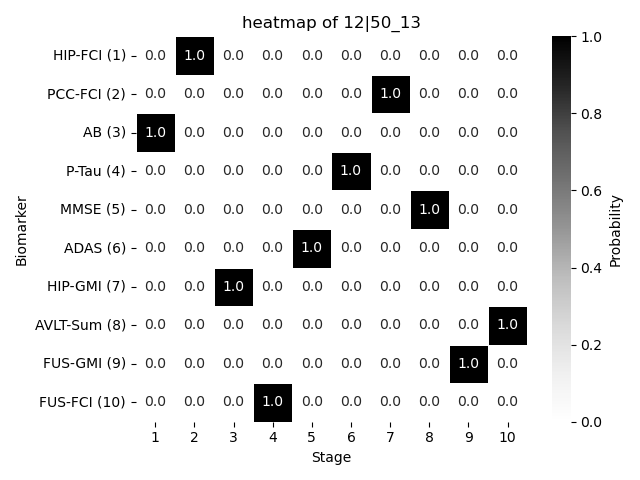 heatmap of 12|50_13
HIP-FCI (1) 0.0 1.0 0.0 0.0 0.0 0.0 0.0 0.0 0.0 0.0
PCC-FCI (2) 0.0 0.0 0.0 0.0 0.0 0.0 1.0 0.0 0.0 0.0
AB (3) 1.0 0.0 0.0 0.0 0.0 0.0 0.0 0.0 0.0 0.0
P-Tau (4) 0.0 0.0 0.0 0.0 0.0 1.0 0.0 0.0 0.0 0.0
MMSE (5) 0.0 0.0 0.0 0.0 0.0 0.0 0.0 1.0 0.0 0.0
ADAS (6) 0.0 0.0 0.0 0.0 1.0 0.0 0.0 0.0 0.0 0.0
HIP-GMI (7) 0.0 0.0 1.0 0.0 0.0 0.0 0.0 0.0 0.0 0.0
AVLT-Sum (8) 0.0 0.0 0.0 0.0 0.0 0.0 0.0 0.0 0.0 1.0
FUS-GMI (9) 0.0 0.0 0.0 0.0 0.0 0.0 0.0 0.0 1.0 0.0
FUS-FCI (10) 0.0 0.0 0.0 1.0 0.0 0.0 0.0 0.0 0.0 0.0
1 2 3 4 5 6 7 8 9 10
Stage
Biomarker
1.0
0.8
0.6
0.4
0.2
0.0
Probability